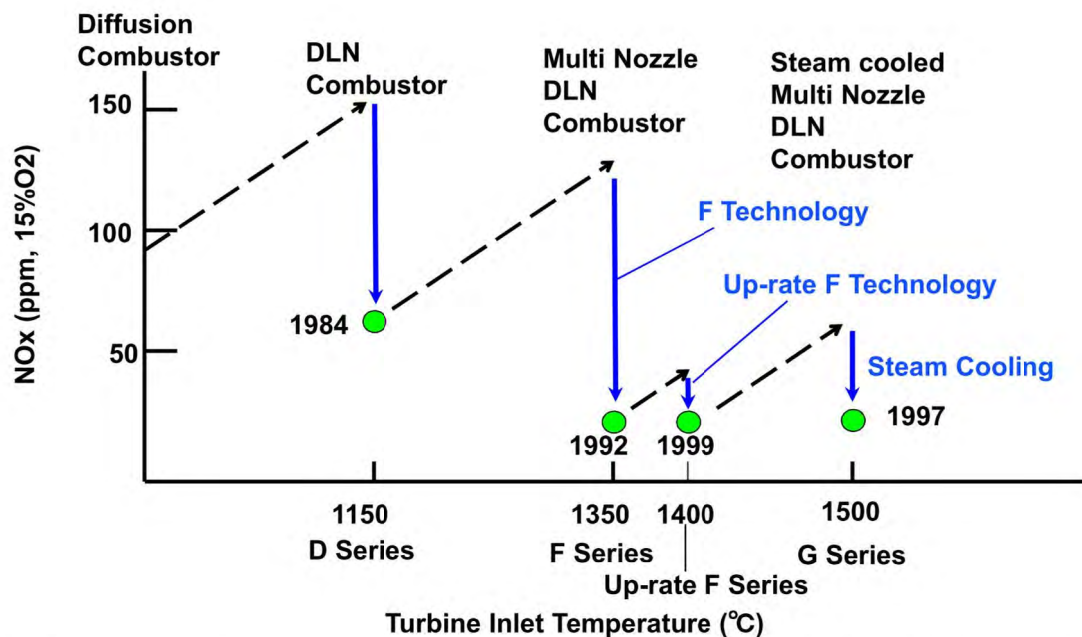 Diffusion
Combustor
DLN
Combustor
Multi Nozzle
DLN
Combustor
Steam cooled
Multi Nozzle
DLN
Combustor
150
100
50
NOx (ppm, 15%O2)
F Technology
Up-rate F Technology
Steam Cooling
1984
1992
1999
1997
1150
1350
1400
1500
D Series
F Series
G Series
Up-rate F Series
Turbine Inlet Temperature (℃)